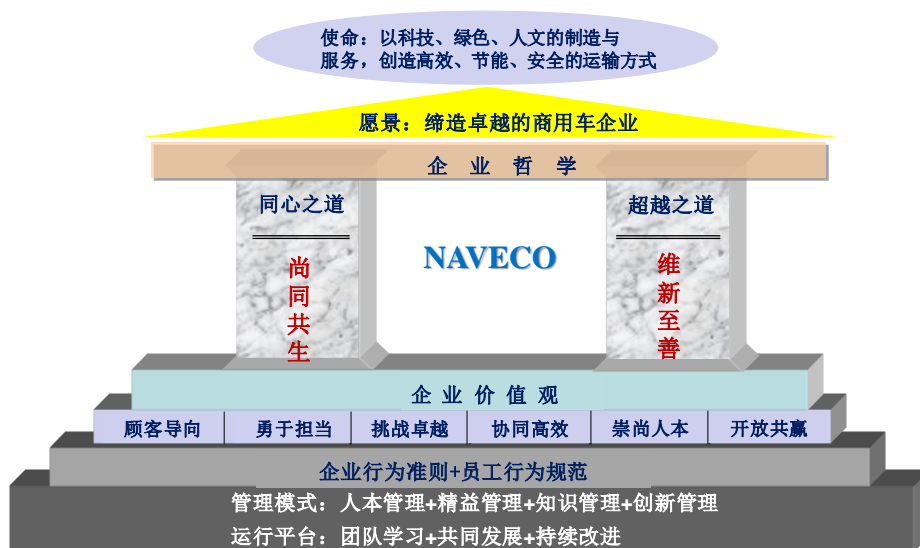 使命：以科技、绿色、人文的制造与
服务，创造高效、节能、安全的运输方式
愿景：缔造卓越的商用车企业
企业哲学
同心之道
尚同共生
NAVECO
超越之道
维新至善
企业价值观
顾客导向 勇于担当 挑战卓越 协同高效 崇尚人本 开放共赢
企业行为准则+员工行为规范
管理模式：人本管理+精益管理+知识管理+创新管理
运行平台：团队学习+共同发展+持续改进